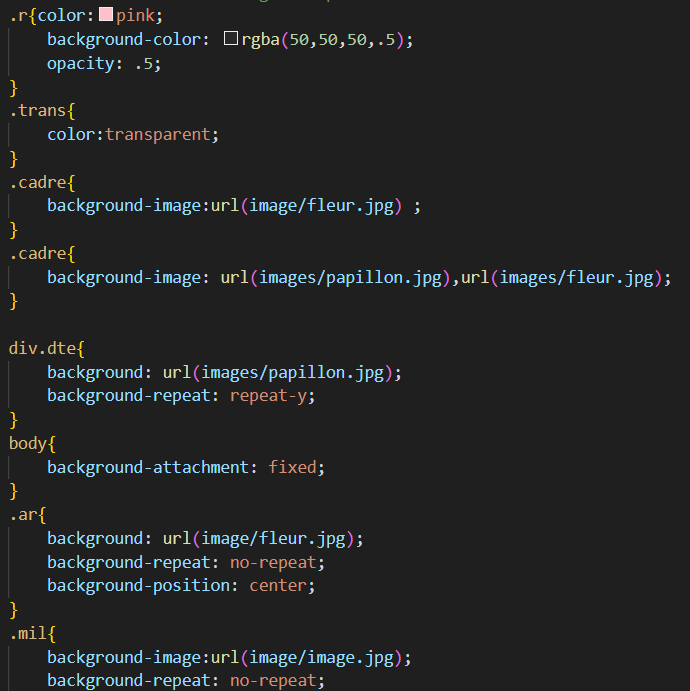 .r{color: pink;
background-color: rgba(50,50,50,.5);
opacity: .5;
}
.trans{
color:transparent;
}
.cadre{
background-image:url(image/fleur.jpg) ;
}
.cadre{
background-image: url(images/papillon.jpg),url(images/fleur.jpg);
}
div.dte{
background: url(images/papillon.jpg);
background-repeat: repeat-y;
}
body{
background-attachment: fixed;
}
.ar{
background: url(image/fleur.jpg);
background-repeat: no-repeat;
background-position: center;
}
.mil{
background-image:url(image/image.jpg);
background-repeat: no-repeat;